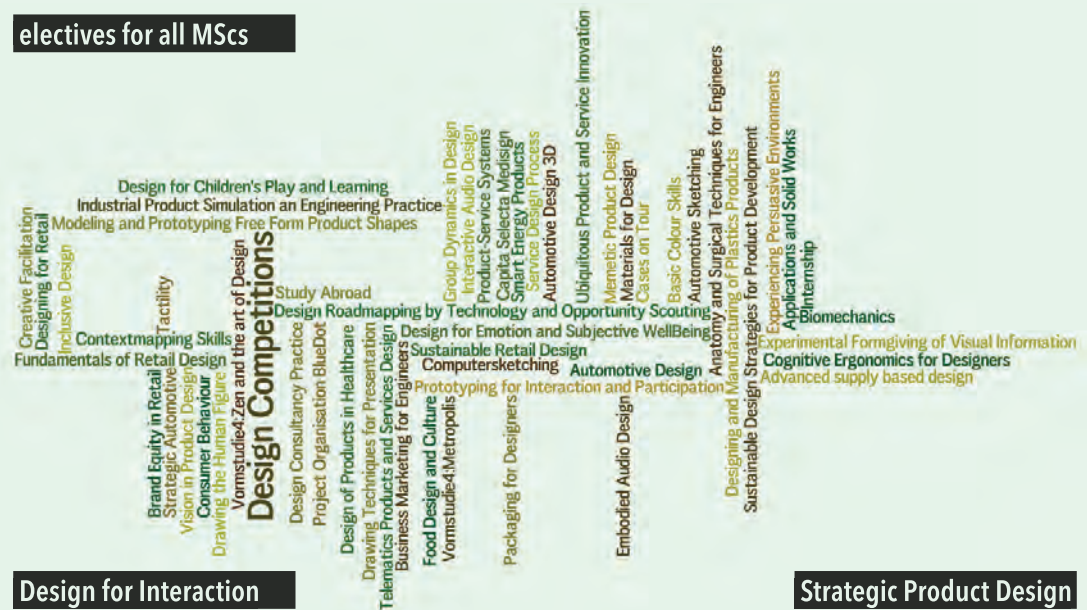 electives for all MScs
Design for Children's Play and Learning
Industrial Product Simulation an Engineering Practice
Modeling and Prototyping Free Form Product Shapes
Creative Facilitation
Designing for Retail
Inclusive Design
Tactility
Contextmapping Skills
Fundamentals of Retail Design
Brand Equity in Retail
Strategic Automotive
Vision in Product Design
Consumer Behaviour
Drawing the Human Figure
Vormstudie4:Zen and the art of Design
Design Competitions
Study Abroad
Design Roadmapping by Technology and Opportunity Scouting
Design Consultancy Practice
Project Organisation BlueDot
Design of Products in Healthcare
Drawing Techniques for Presentation
Telematics Products and Services Design
Business Marketing for Engineers
Design for Emotion and Subjective WellBeing
Sustainable Retail Design
Computersketching
Automotive Design
Prototyping for Interaction and Participation
Food Design and Culture
Vormstudie4:Metropolis
Packaging for Designers
Embodied Audio Design
Group Dynamics in Design
Interactive Audio Design
Product-Service Systems
Capita Selecta Medisign
Smart Energy Products
Service Design Process
Automotive Design 3D
Ubiquitous Product and Service Innovation
Memetic Product Design
Materials for Design
Cases on Tour
Basic Colour Skills
Automotive Sketching
Anatomy and Surgical Techniques for Engineers
Designing and Manufacturing of Plastics Products
Sustainable Design Strategies for Product Development
Experiencing Persuasive Environments
Applications and Solid Works
Internship
Biomechanics
Experimental Formgiving of Visual Information
Cognitive Ergonomics for Designers
Advanced supply based design
Design for Interaction
Strategic Product Design